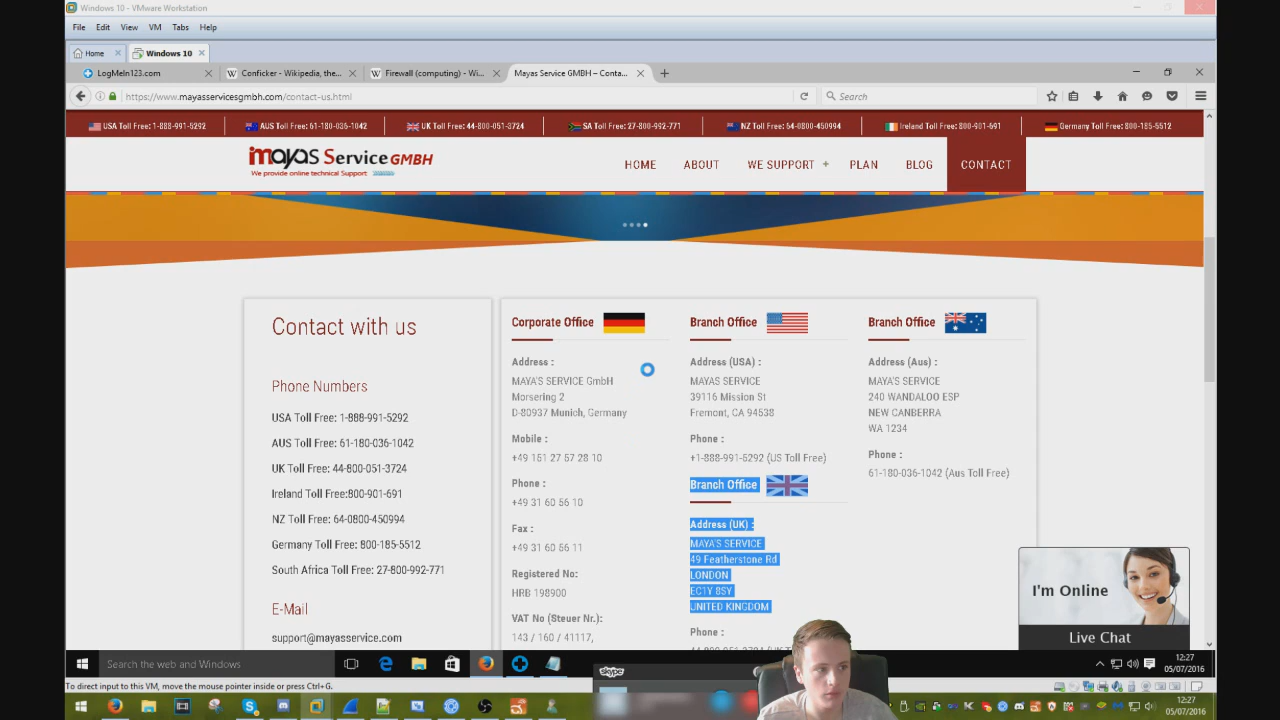 Windows 10 - VMware Workstation
File Edit View VM Tabs Help
Home Windows 10
LogMeIn123.com Conficker - Wikipedia, the... Firewall (computing) - Wi... Mayas Service GMBH – Conta...
https://www.mayasservicesgmbh.com/contact-us.html Search
USA Toll Free: 1-888-991-5292 AUS Toll Free: 61-180-036-1042 UK Toll Free: 44-800-051-3724 SA Toll Free: 27-800-992-771 NZ Toll Free: 64-0800-450994 Ireland Toll Free: 800-901-691 Germany Toll Free: 800-185-5512
mayas Service GMBH
We provide online technical Support
HOME ABOUT WE SUPPORT + PLAN BLOG CONTACT
Contact with us
Phone Numbers
USA Toll Free: 1-888-991-5292
AUS Toll Free: 61-180-036-1042
UK Toll Free: 44-800-051-3724
Ireland Toll Free:800-901-691
NZ Toll Free: 64-0800-450994
Germany Toll Free: 800-185-5512
South Africa Toll Free: 27-800-992-771
E-Mail
support@mayasservice.com
Corporate Office
Address :
MAYA'S SERVICE GmbH
Morsering 2
D-80937 Munich, Germany
Mobile :
+49 151 27 57 28 10
Phone :
+49 31 60 56 10
Fax :
+49 31 60 56 11
Registered No:
HRB 198900
VAT No (Steuer Nr.):
143 / 160 / 41117,
Branch Office
Address (USA) :
MAYAS SERVICE
39116 Mission St
Fremont, CA 94538
Phone :
+1-888-991-5292 (US Toll Free)
Branch Office
Address (UK) :
MAYA'S SERVICE
49 Featherstone Rd
LONDON
EC1Y 8SY
UNITED KINGDOM
Phone :
Branch Office
Address (Aus) :
MAYA'S SERVICE
240 WANDALOO ESP
NEW CANBERRA
WA 1234
Phone :
61-180-036-1042 (Aus Toll Free)
I'm Online
Live Chat
Search the web and Windows
12:27
05/07/2016
skype
To direct input to this VM, move the mouse pointer inside or press Ctrl+G.
12:27
05/07/2016